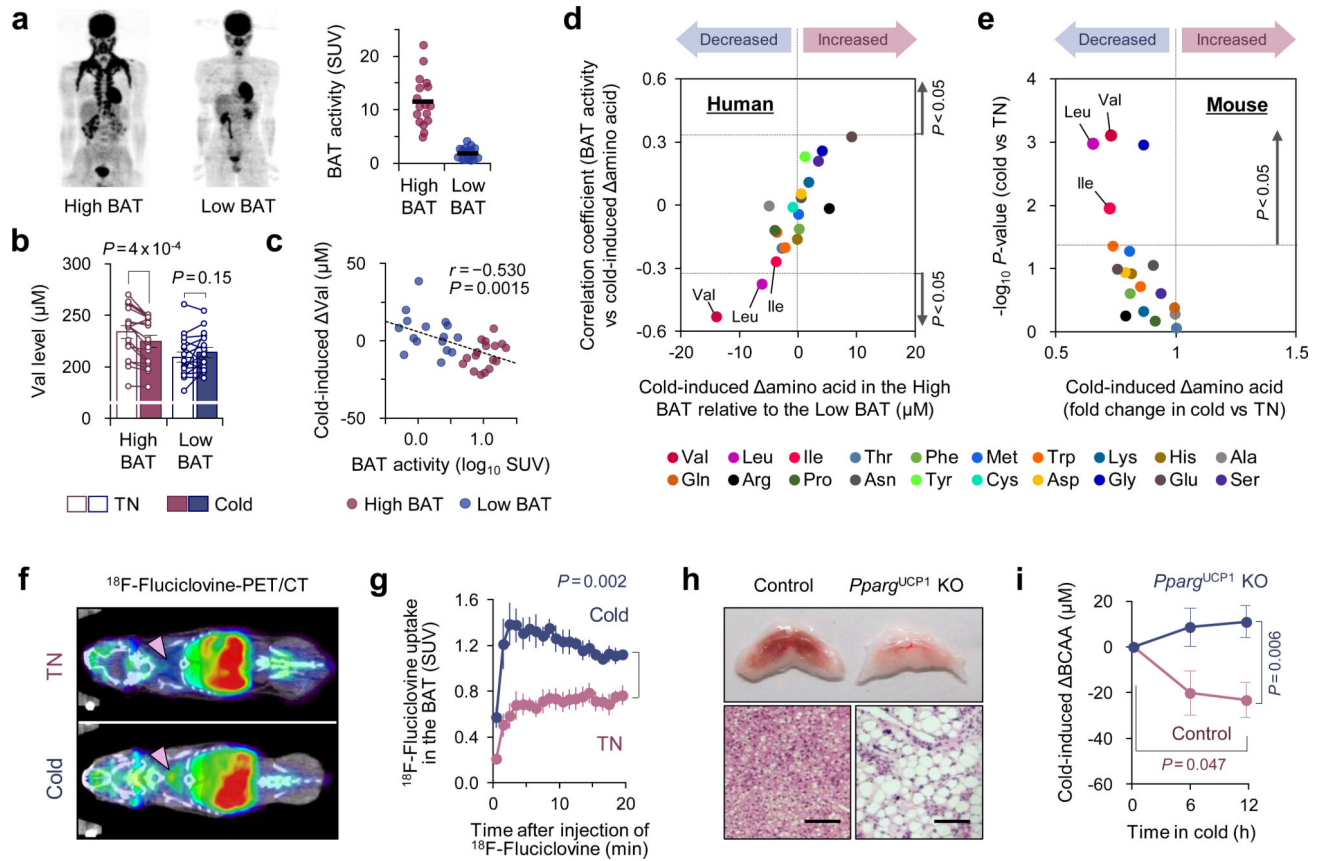 a
High BAT
Low BAT
BAT activity (SUV)
25
20
10
0
High BAT
Low BAT
b
P = 4 x 10-4
P = 0.15
Val level (µM)
300
250
200
0
High BAT
Low BAT
TN
Cold
c
Cold-induced ΔVal (µM)
50
0
-50
r = −0.530
P = 0.0015
0.0
1.0
BAT activity (log10 SUV)
High BAT
Low BAT
d
Decreased
Increased
Human
Correlation coefficient (BAT activity
vs cold-induced Δamino acid)
0.6
0.3
0
-0.3
-0.6
P < 0.05
P < 0.05
Val
Leu
Ile
-20
-10
0
10
20
Cold-induced Δamino acid in the High
BAT relative to the Low BAT (µM)
e
Decreased
Increased
Mouse
-log10 P-value (cold vs TN)
4
3
2
1
0
P < 0.05
Leu
Val
Ile
0.5
1
1.5
Cold-induced Δamino acid
(fold change in cold vs TN)
Val
Leu
Ile
Thr
Phe
Met
Trp
Lys
His
Ala
Gln
Arg
Pro
Asn
Tyr
Cys
Asp
Gly
Glu
Ser
f
18F-Fluciclovine-PET/CT
TN
Cold
g
18F-Fluciclovine uptake
in the BAT (SUV)
P = 0.002
1.6
1.2
0.8
0.4
0.0
Cold
TN
0
10
20
Time after injection of
18F-Fluciclovine (min)
h
Control
PpargUCP1 KO
i
PpargUCP1 KO
Cold-induced ΔBCAA (µM)
20
0
-20
-40
-60
P = 0.006
Control
P = 0.047
0
6
12
Time in cold (h)